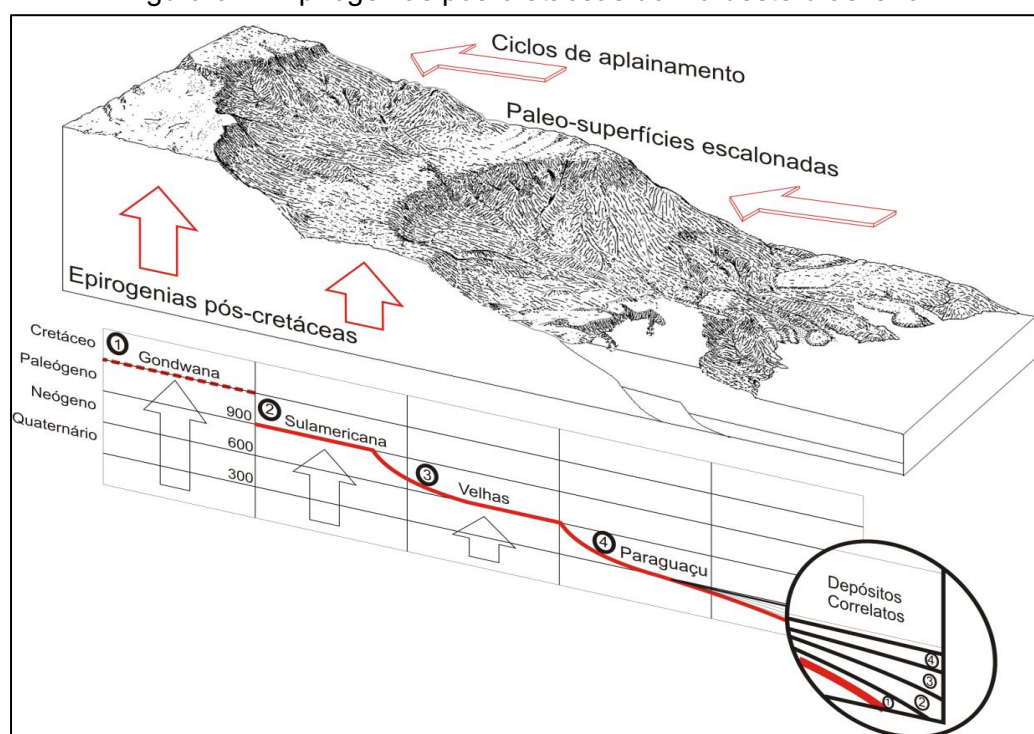 Ciclos de aplainamento
Paleo-superfícies escalonadas
Epirogenias pós-cretáceas
Cretáceo
Paleógeno
Neógeno
Quaternário
1
Gondwana
900
600
300
2
Sulamericana
3
Velhas
4
Paraguaçu
Depósitos
Correlatos
4
3
2
1